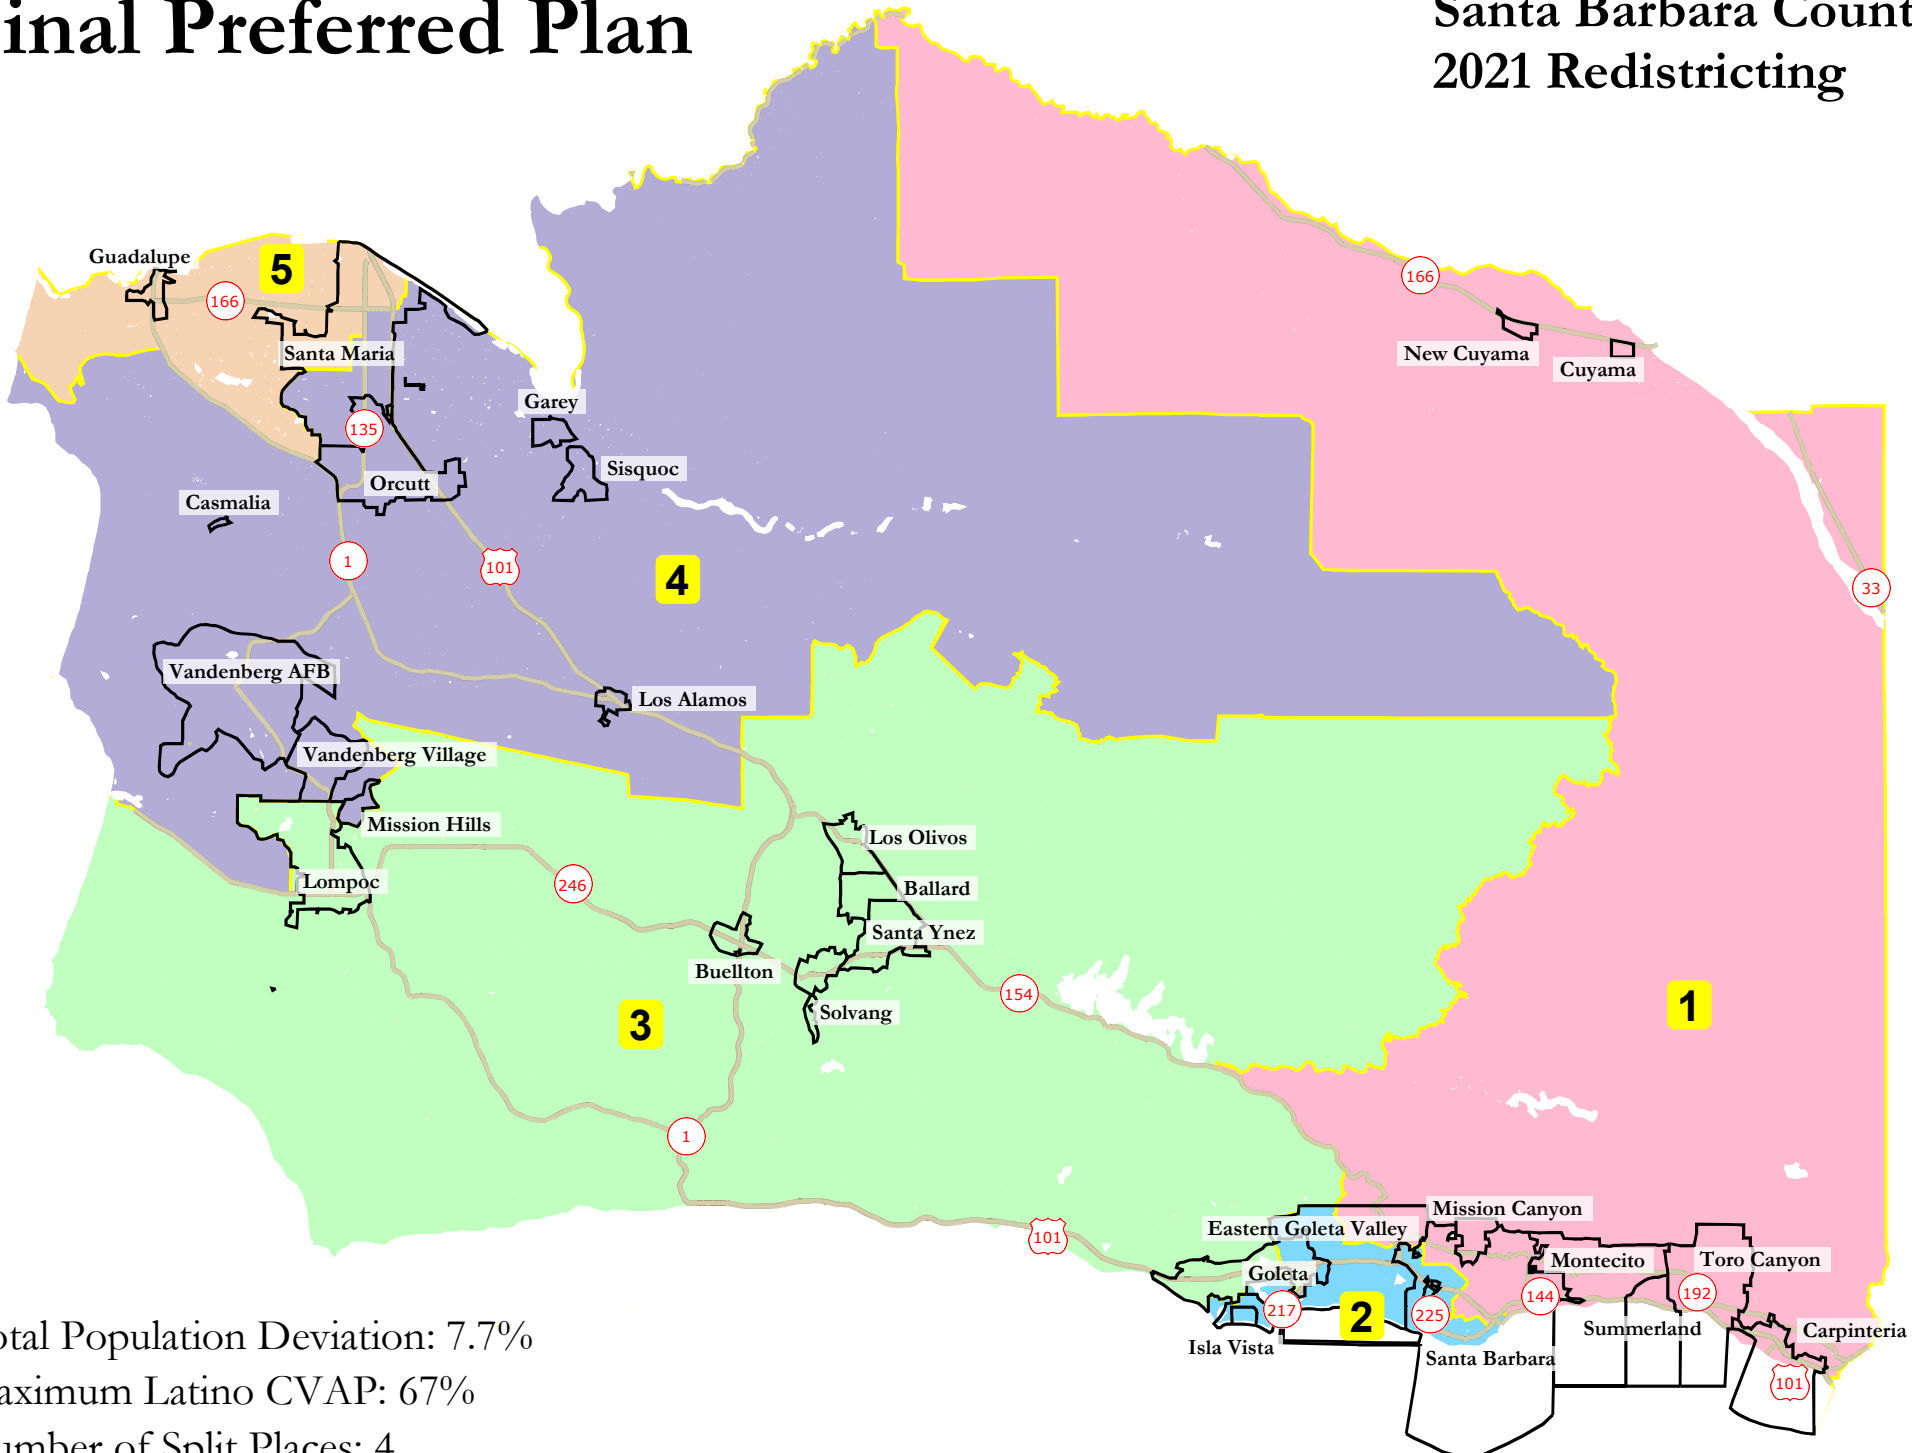 inal Preferred Plan
Santa Barbara Count
2021 Redistricting
Guadalupe
5
166
Santa Maria
166
New Cuyama
Cuyama
Garey
135
Sisquoc
Orcutt
Casmalia
1
101
4
33
Vandenberg AFB
Los Alamos
Vandenberg Village
Mission Hills
Los Olivos
Lompoc
246
Ballard
Santa Ynez
Buellton
154
Solvang
3
1
1
Mission Canyon
Eastern Goleta Valley
101
Montecito
Toro Canyon
Goleta
217
2
225
144
192
Summerland
Carpinteria
Isla Vista
Santa Barbara
101
otal Population Deviation: 7.7%
aximum Latino CVAP: 67%
umber of Split Places: 4